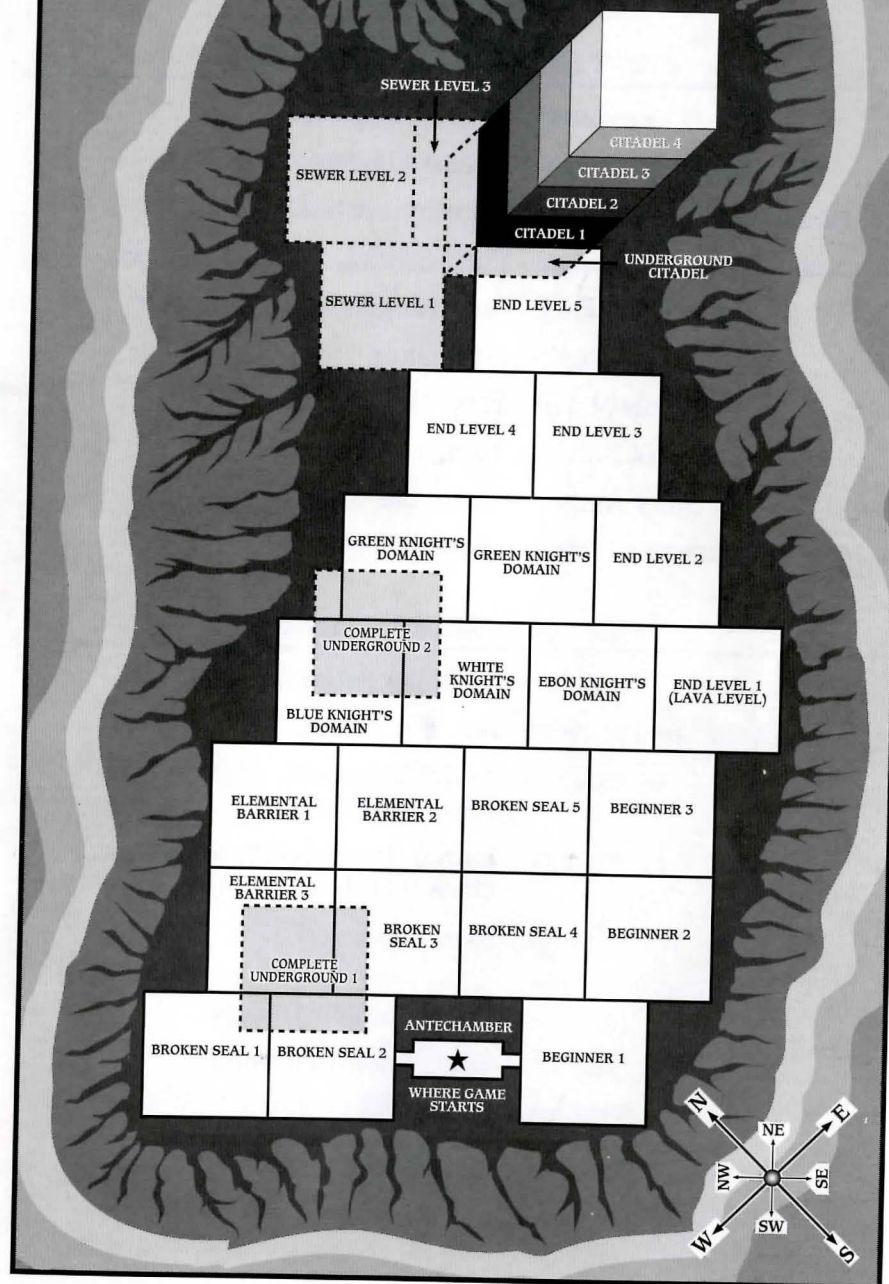 SEWER LEVEL 3
CITADEL 4
SEWER LEVEL 2
CITADEL 3
CITADEL 2
CITADEL 1
UNDERGROUND
CITADEL
SEWER LEVEL 1
END LEVEL 5
END LEVEL 4
END LEVEL 3
GREEN KNIGHT'S
DOMAIN
GREEN KNIGHT'S
DOMAIN
END LEVEL 2
COMPLETE
UNDERGROUND 2
BLUE KNIGHT'S
DOMAIN
WHITE
KNIGHT'S
DOMAIN
EBON KNIGHT'S
DOMAIN
END LEVEL 1
(LAVA LEVEL)
ELEMENTAL
BARRIER 1
ELEMENTAL
BARRIER 2
BROKEN SEAL 5
BEGINNER 3
ELEMENTAL
BARRIER 3
BROKEN
SEAL 3
BROKEN SEAL 4
BEGINNER 2
COMPLETE
UNDERGROUND 1
BROKEN SEAL 1
BROKEN SEAL 2
ANTECHAMBER
WHERE GAME
STARTS
BEGINNER 1
N
NE
E
NW
SE
W
SW
S